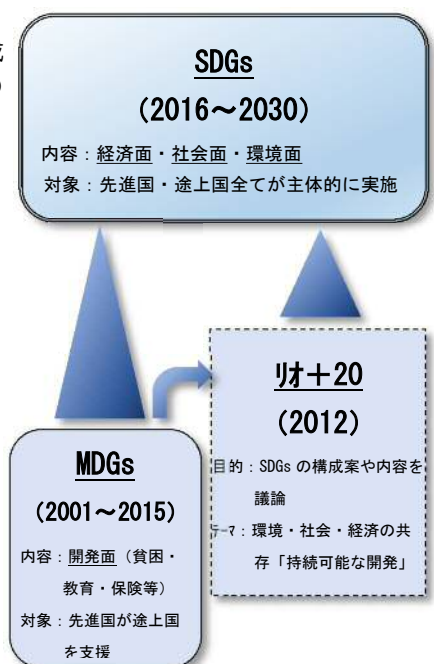 SDGs
(2016～2030)
内容：経済面・社会面・環境面
対象：先進国・途上国全てが主体的に実施
ﾘｵ＋20
(2012)
目的：SDGs の構成案や内容を
議論
ﾃｰﾏ：環境・社会・経済の共
存「持続可能な開発」
MDGs
(2001～2015)
内容：開発面（貧困・
教育・保険等）
対象：先進国が途上国
を支援